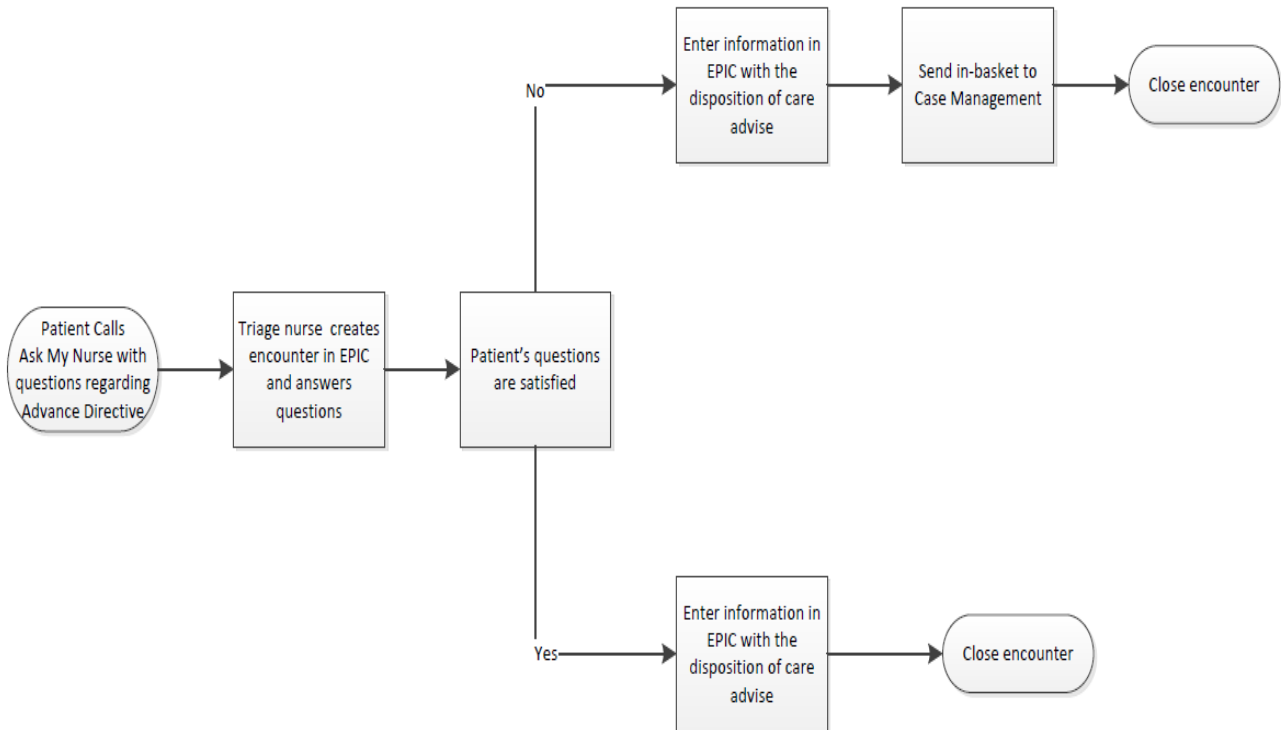 Enter information in
EPIC with the
disposition of care
advise
Send in-basket to
Case Management
Close encounter
No
Patient Calls
Ask My Nurse with
questions regarding
Advance Directive
Triage nurse creates
encounter in EPIC
and answers
questions
Patient's questions
are satisfied
Yes
Enter information in
EPIC with the
disposition of care
advise
Close encounter